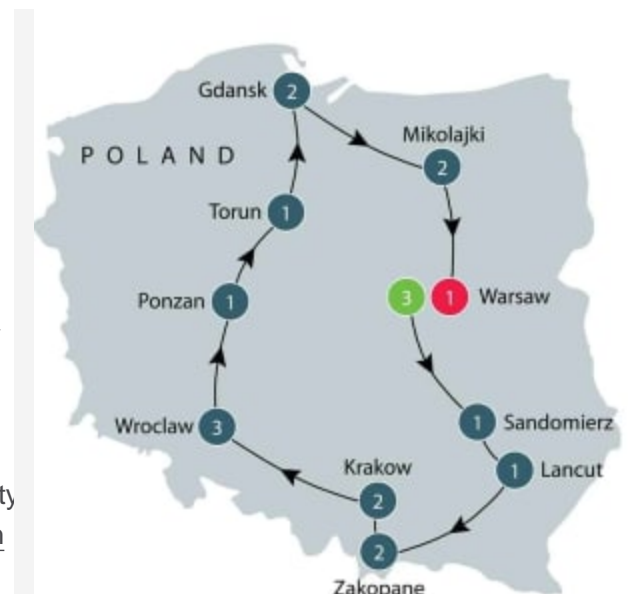 Gdansk 2
Mikolajki
POLAND
2
Torun 1
Ponzan 1
3 1 Warsaw
Wroclaw 3
1 Sandomierz
Krakow
1 Lancut
2
ty
2
Zakopane